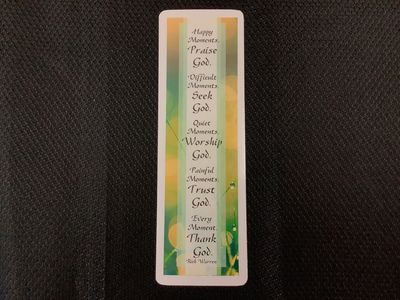 Happy
Moments,
Praise
God.
Difficult
Moments,
Seek
God.
Quiet
Moments,
Worship
God.
Painful
Moments,
Trust
God.
Every
Moment,
Thank
God.
Rick Warren